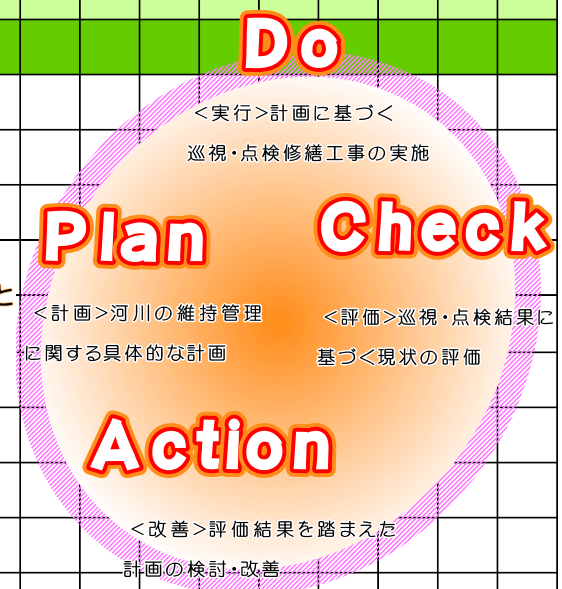 Do
<実行>計画に基づく
巡視・点検修繕工事の実施
Plan
Check
と
<計画>河川の維持管理
に関する具体的な計画
<評価>巡視・点検結果に
基づく現状の評価
Action
<改善>評価結果を踏まえた
計画の検討・改善